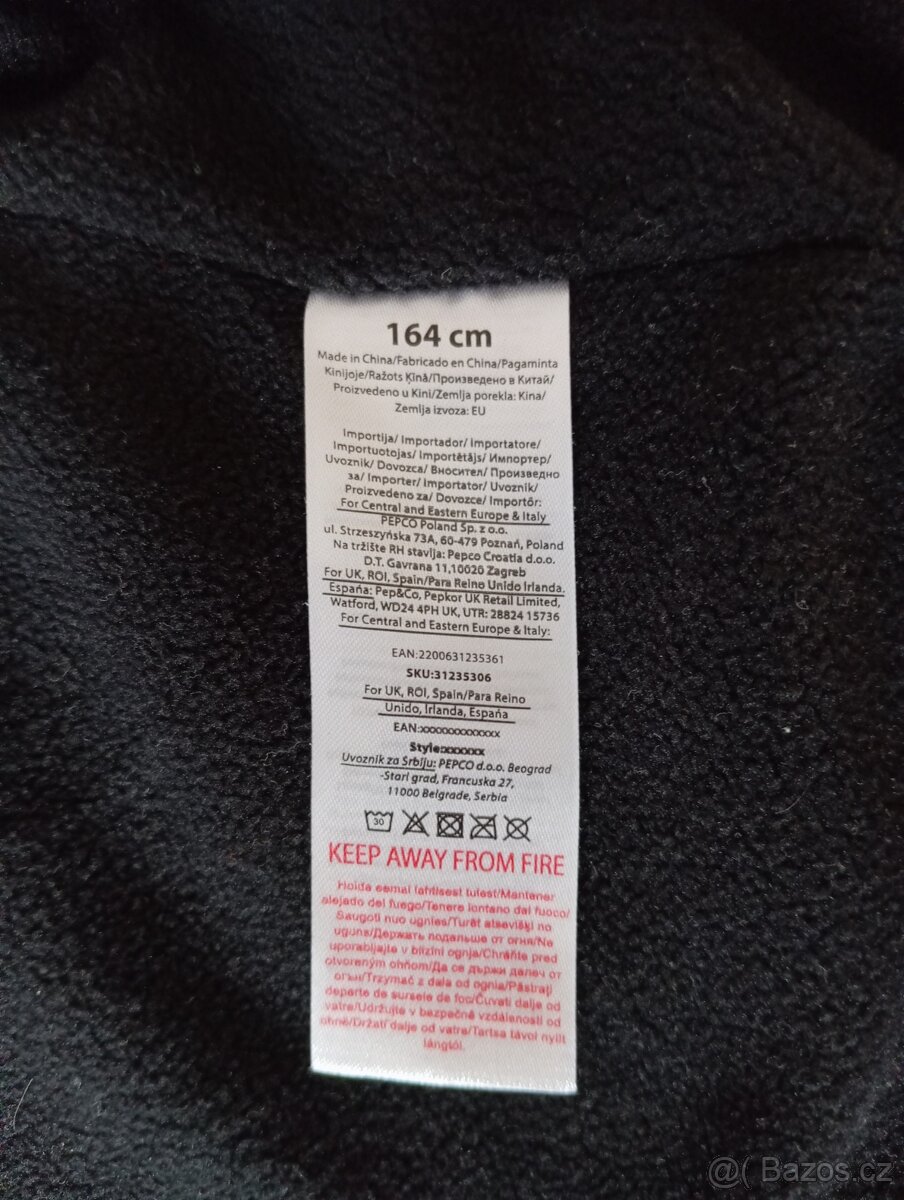 164 cm
Made in China/Fabricado en China/Pagaminta
Kinijoje/Ražots Ķīnā/Произведено в Китай/
Proizvedeno u Kini/Zemlja porekla: Kina/
Zemlja izvoza: EU
Importija/ Importador/ Importatore/
Importuotojas/ Importētājs/ Импортер/
Uvoznik/ Dovozca/ Вносител/ Произведено
за/ Importer/ Importator/ Uvoznik/
Proizvedeno za/ Dovozce/ Importőr:
For Central and Eastern Europe & Italy
PEPCO Poland Sp. z o.o.
ul. Strzeszyńska 73A, 60-479 Poznań, Poland
Na tržište RH stavlja: Pepco Croatia d.o.o.
D.T. Gavrana 11,10020 Zagreb
For UK, ROI, Spain/Para Reino Unido Irlanda.
España: Pep&Co, Pepkor UK Retail Limited,
Watford, WD24 4PH UK, UTR: 28824 15736
For Central and Eastern Europe & Italy:
EAN:2200631235361
SKU:31235306
For UK, ROI, Spain/Para Reino
Unido, Irlanda, España
EAN:xxxxxxxxxxxxx
Style:xxxxxx
Uvoznik za Srbiju: PEPCO d.o.o. Beograd
-Stari grad, Francuska 27,
11000 Belgrade, Serbia
30
KEEP AWAY FROM FIRE
Hoida eemal lahtisest tulest/Mantener
alejado del fuego/Tenere lontano dal fuoco/
Saugoti nuo ugnies/Turēt atsevišķi no
uguns/Держать подальше от огня/Ne
uporabljajte v bližini ognja/Chráňte pred
otvoreným ohňom/Да се държи далеч от
огън/Trzymać z dala od ognia/Păstrați
departe de sursele de foc/Čuvati dalje od
vatre/Udržujte v bezpečné vzdálenosti od
ohně/Držati dalje od vatre/Tartsa távol nyílt
lángtól.
@( Bazos.cz